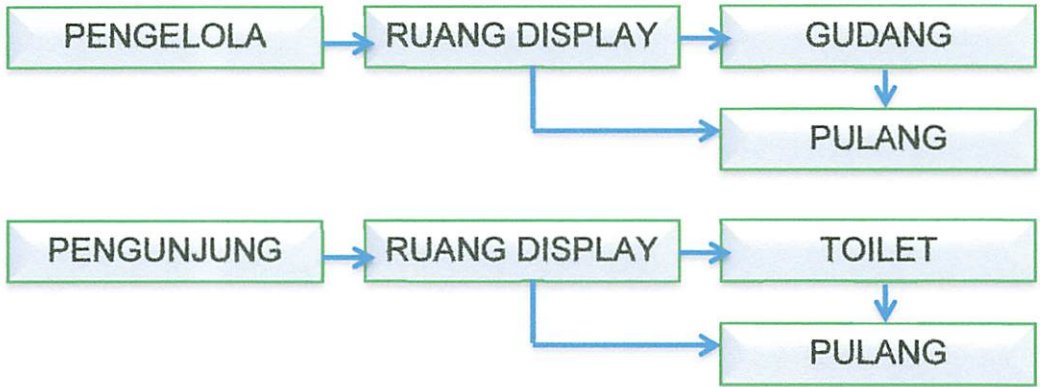 PENGELOLA
RUANG DISPLAY
GUDANG
PULANG
PENGUNJUNG
RUANG DISPLAY
TOILET
PULANG